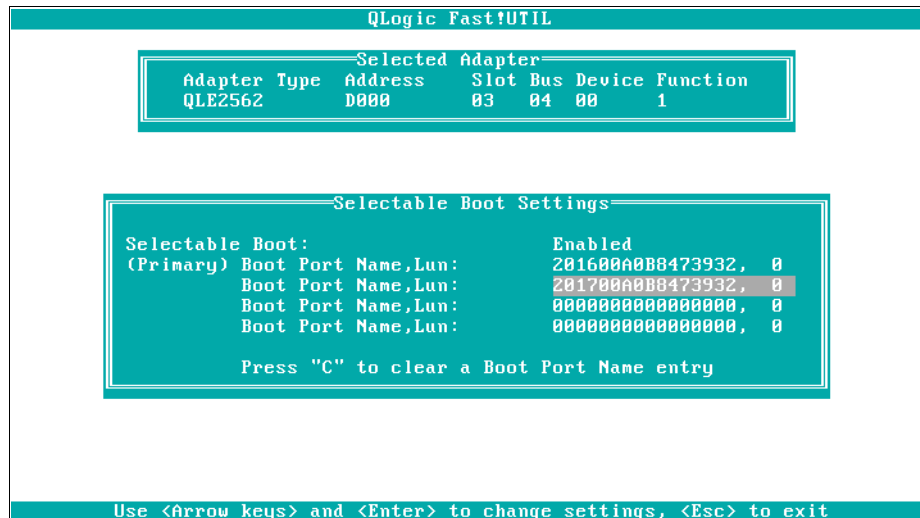 QLogic Fast!UTIL
Selected Adapter
Adapter Type Address Slot Bus Device Function
QLE2562 D000 03 04 00 1
Selectable Boot Settings
Selectable Boot: Enabled
(Primary) Boot Port Name,Lun: 201600A0B8473932, 0
Boot Port Name,Lun: 201700A0B8473932, 0
Boot Port Name,Lun: 0000000000000000, 0
Boot Port Name,Lun: 0000000000000000, 0
Press "C" to clear a Boot Port Name entry
Use <Arrow keys> and <Enter> to change settings, <Esc> to exit